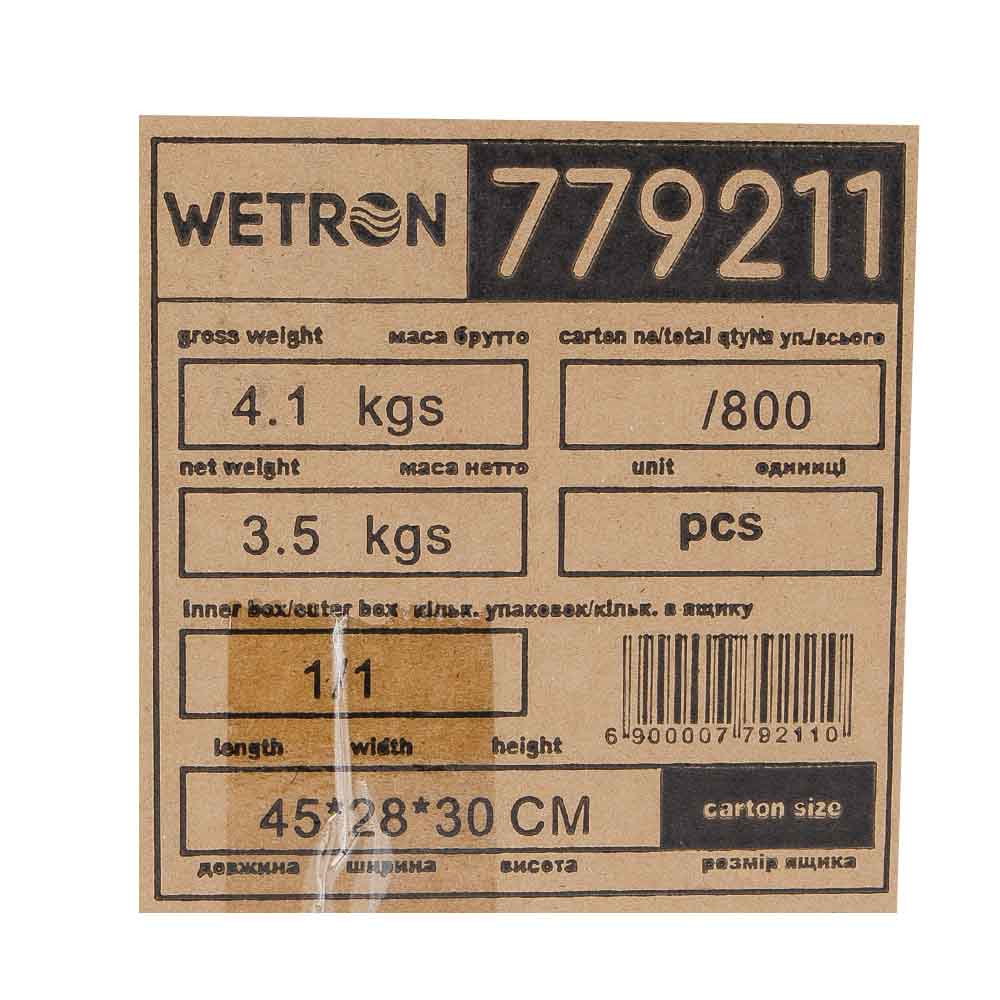 WETRON 779211
gross weight маса брутто carton no/total qty№ уп./всього
4.1 kgs /800
net weight маса нетто unit одиниці
3.5 kgs pcs
inner box/outer box кільк. упаковок/кільк. в ящику
1/1
6 900007 792110
length width height
45*28*30 CM carton size
довжина ширина висота розмір ящика